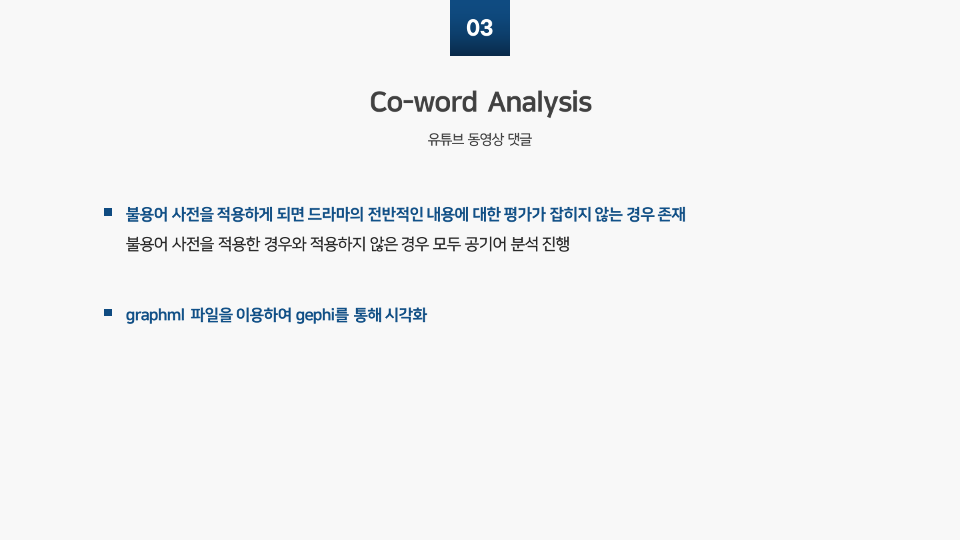 03
Co-word Analysis
유튜브 동영상 댓글
불용어 사전을 적용하게 되면 드라마의 전반적인 내용에 대한 평가가 잡히지 않는 경우 존재
불용어 사전을 적용한 경우와 적용하지 않은 경우 모두 공기어 분석 진행
graphml 파일을 이용하여 gephi를 통해 시각화